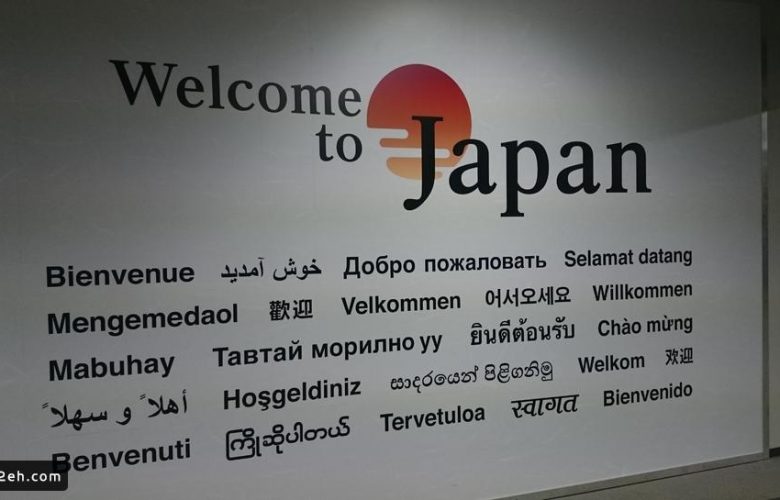 Welcome
to Japan
Bienvenue خوش آمدید Добро пожаловать Selamat datang
Mengemedaol 歡迎 Velkommen 어서오세요 Willkommen
Mabuhay Тавтай морилно уу ยินดีต้อนรับ Chào mừng
أهلاً و سهلاً Hoşgeldiniz සාදරයෙන් පිළිගනිමු Welkom 欢迎
Benvenuti ကြိုဆိုပါတယ် Tervetuloa स्वागत Bienvenido
2eh.com